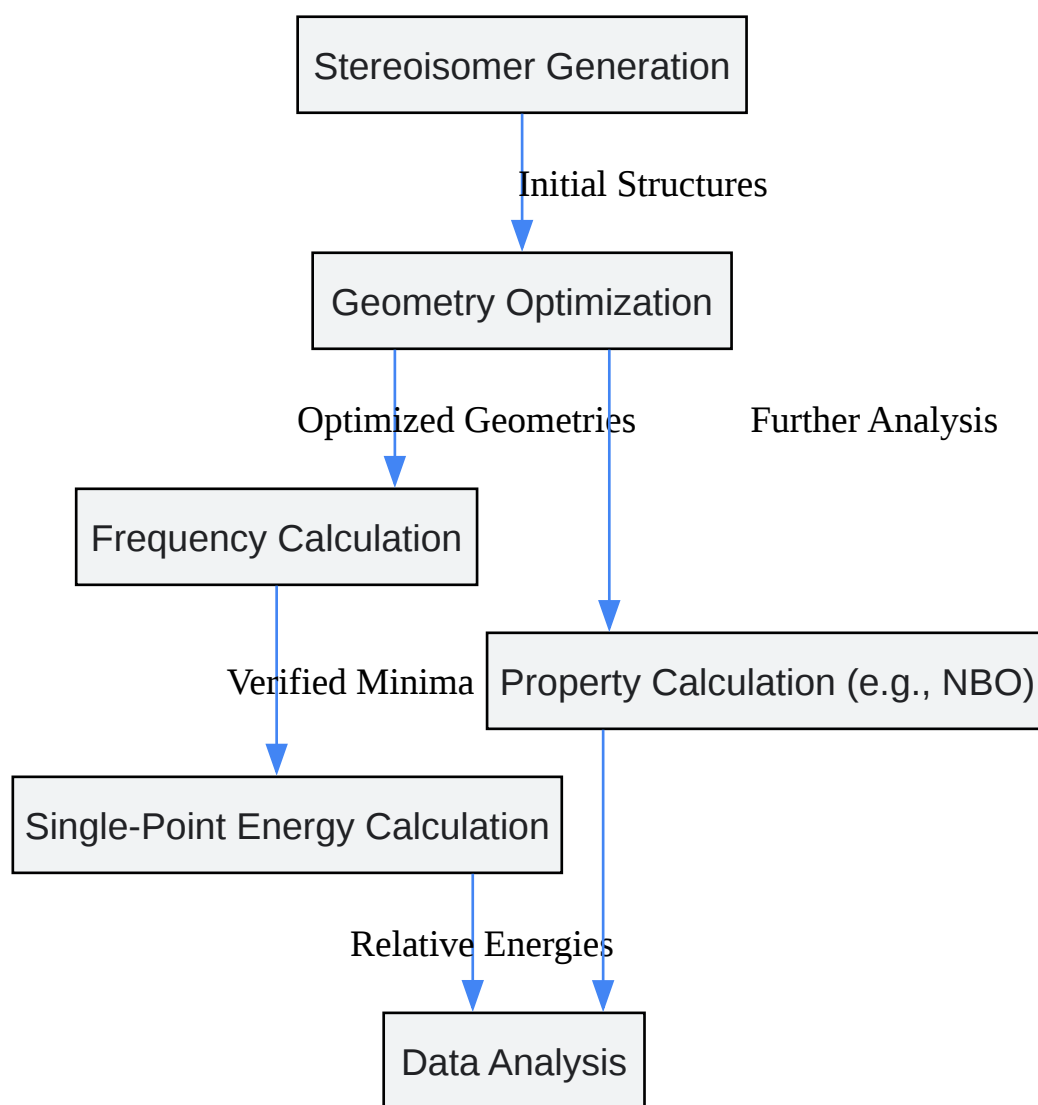 Stereoisomer Generation
Initial Structures
Geometry Optimization
Optimized Geometries
Further Analysis
Frequency Calculation
Verified Minima
Property Calculation (e.g., NBO)
Single-Point Energy Calculation
Relative Energies
Data Analysis